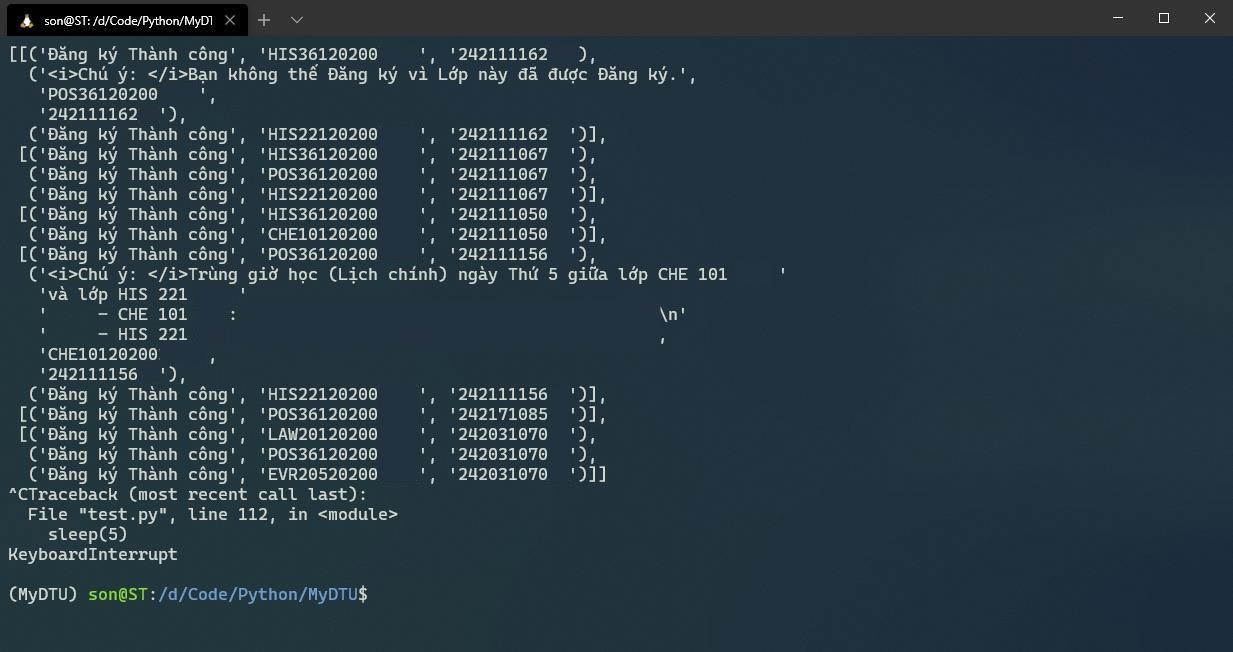 son@ST: /d/Code/Python/MyDT
[[('Đăng ký Thành công', 'HIS36120200    ', '242111162   ),
  ('<i>Chú ý: </i>Bạn không thể Đăng ký vì Lớp này đã được Đăng ký.',
   'POS36120200    ',
   '242111162  '),
  ('Đăng ký Thành công', 'HIS22120200    ', '242111162  ')],
 [('Đăng ký Thành công', 'HIS36120200    ', '242111067  '),
  ('Đăng ký Thành công', 'POS36120200    ', '242111067  '),
  ('Đăng ký Thành công', 'HIS22120200    ', '242111067  ')],
 [('Đăng ký Thành công', 'HIS36120200    ', '242111050  '),
  ('Đăng ký Thành công', 'CHE10120200    ', '242111050  ')],
 [('Đăng ký Thành công', 'POS36120200    ', '242111156  '),
  ('<i>Chú ý: </i>Trùng giờ học (Lịch chính) ngày Thứ 5 giữa lớp CHE 101     '
   'và lớp HIS 221     '
   '     - CHE 101    :                                          \n'
   '     - HIS 221                                               ,
   'CHE10120200     ,
   '242111156  '),
  ('Đăng ký Thành công', 'HIS22120200    ', '242111156  ')],
 [('Đăng ký Thành công', 'POS36120200    ', '242171085  ')],
 [('Đăng ký Thành công', 'LAW20120200    ', '242031070  '),
  ('Đăng ký Thành công', 'POS36120200    ', '242031070  '),
  ('Đăng ký Thành công', 'EVR20520200    ', '242031070  ')]]
^CTraceback (most recent call last):
  File "test.py", line 112, in <module>
    sleep(5)
KeyboardInterrupt
(MyDTU) son@ST:/d/Code/Python/MyDTU$